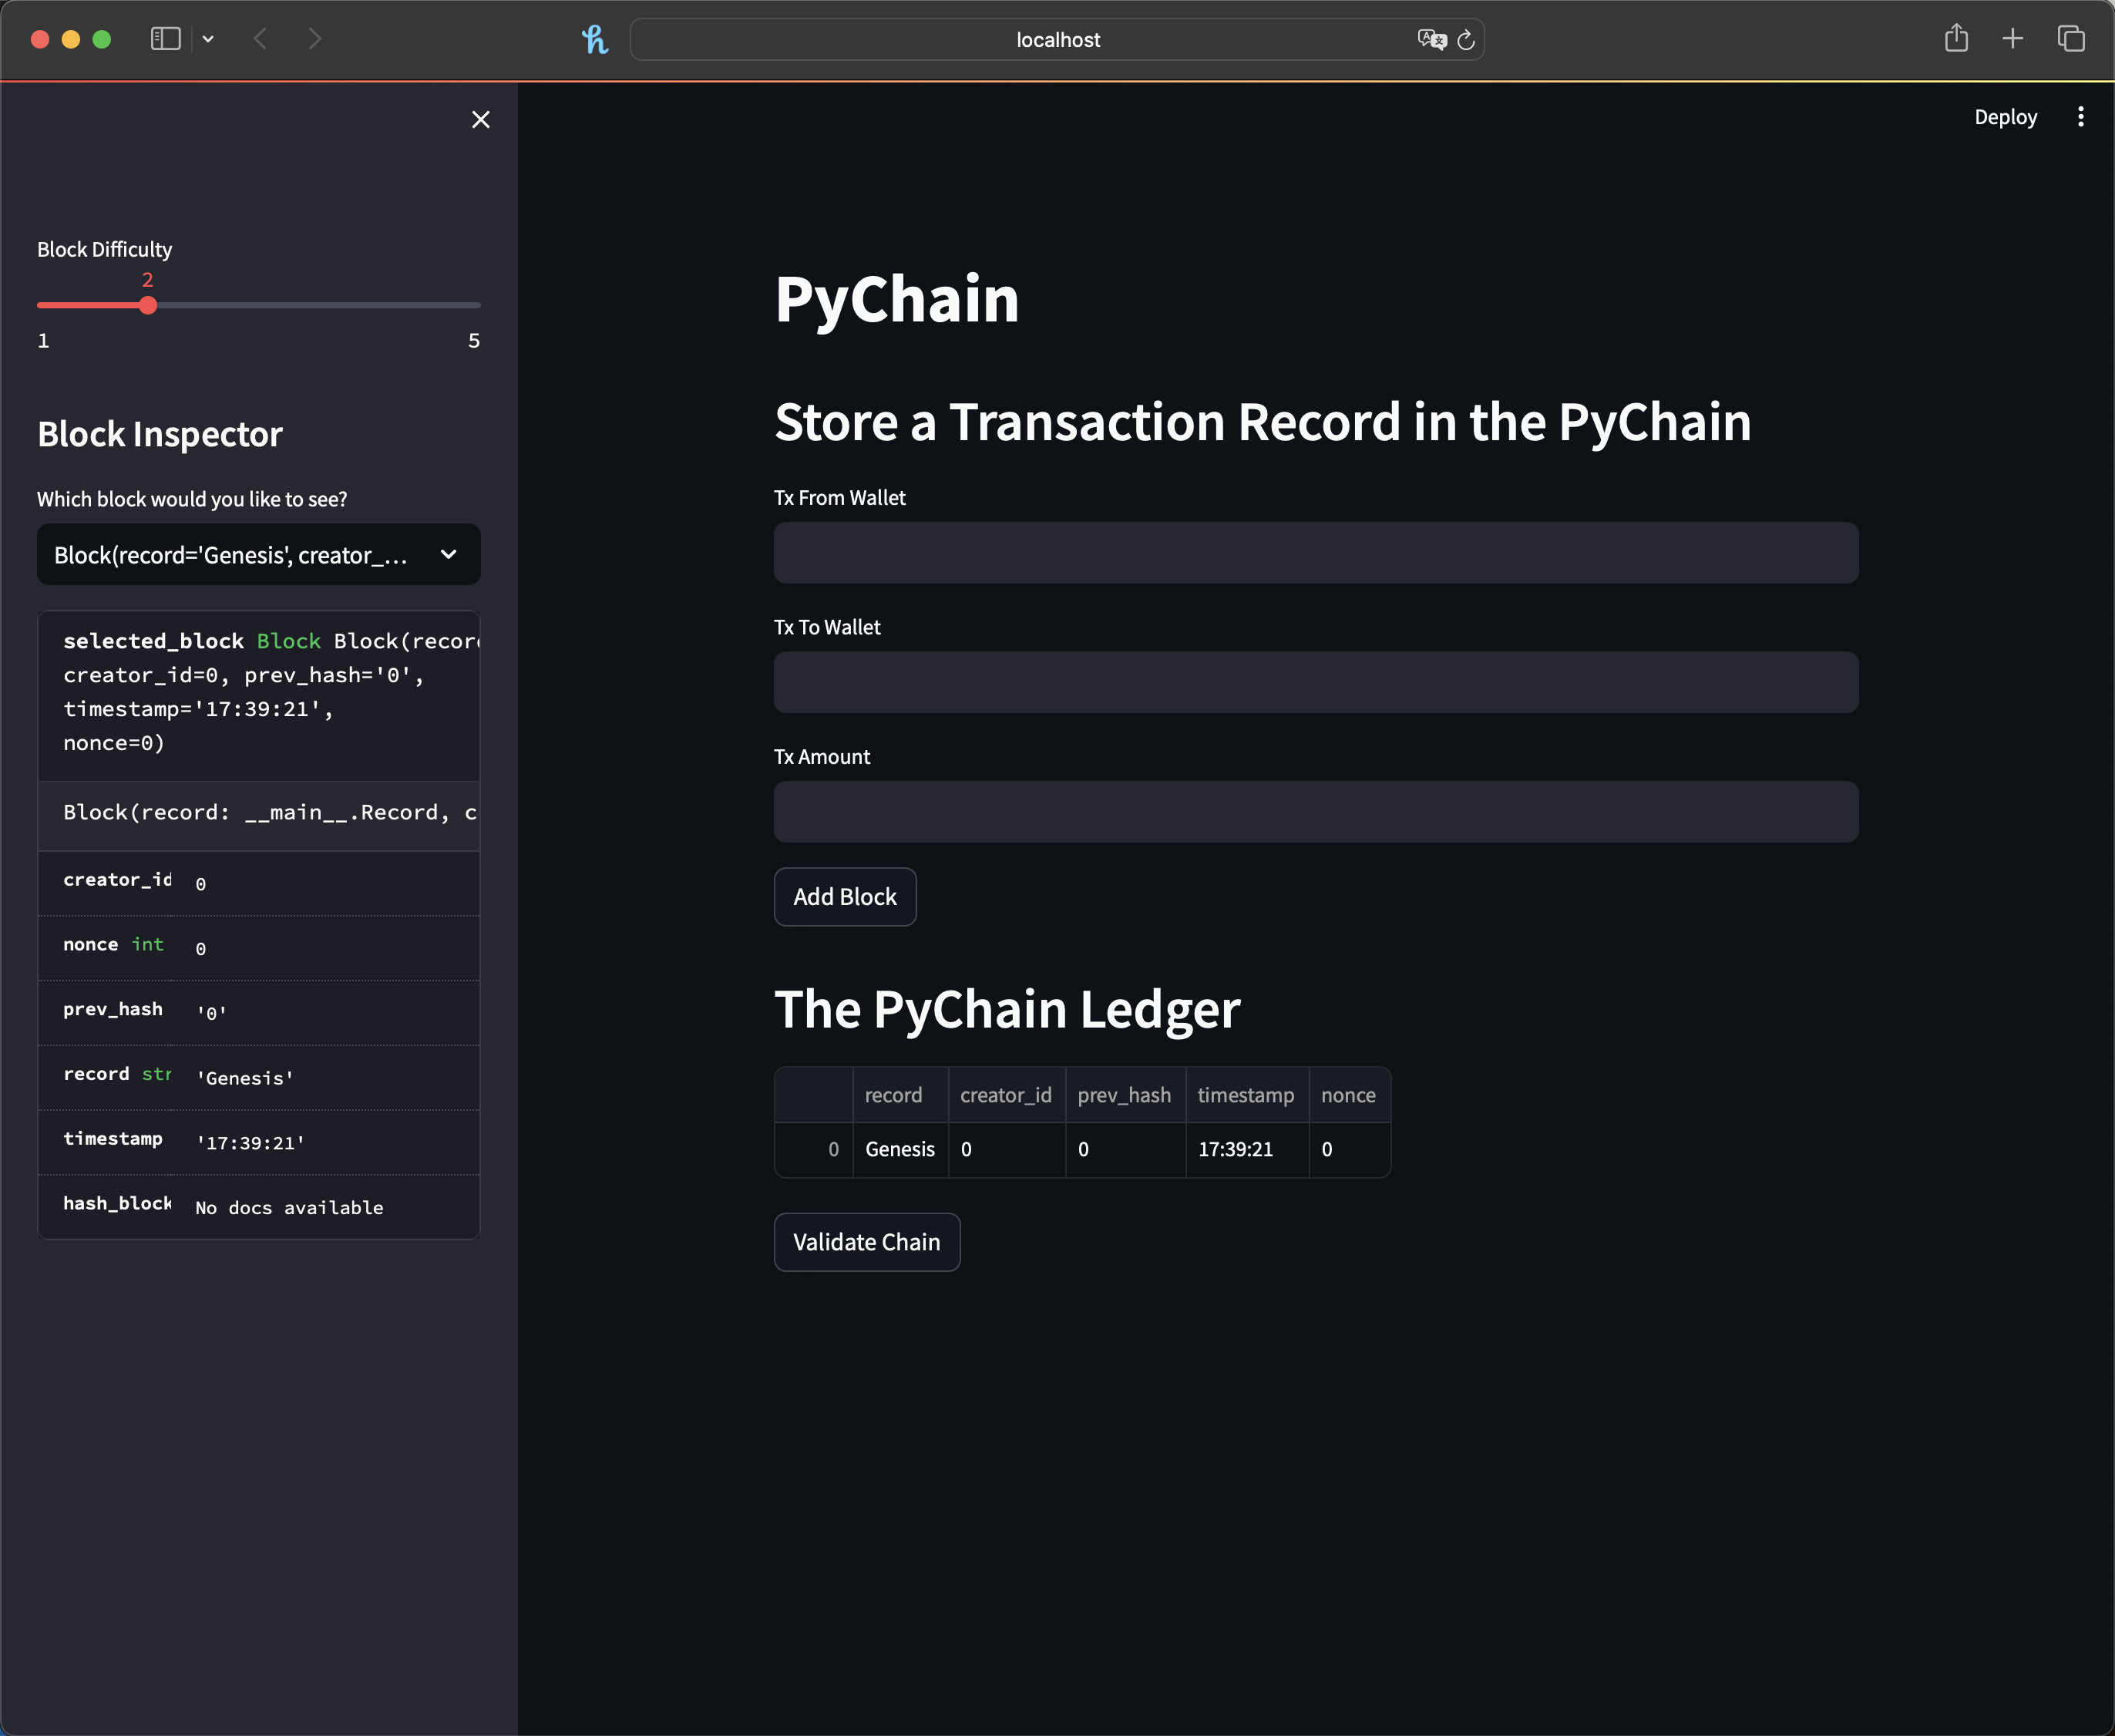 localhost
Deploy
Block Difficulty
2
1
5
Block Inspector
Which block would you like to see?
Block(record='Genesis', creator_...
selected_block Block Block(recor
creator_id=0, prev_hash='0',
timestamp='17:39:21',
nonce=0)
Block(record: __main__.Record, c
creator_id 0
nonce int 0
prev_hash '0'
record str 'Genesis'
timestamp '17:39:21'
hash_block No docs available
PyChain
Store a Transaction Record in the PyChain
Tx From Wallet
Tx To Wallet
Tx Amount
Add Block
The PyChain Ledger
record creator_id prev_hash timestamp nonce
0 Genesis 0 0 17:39:21 0
Validate Chain